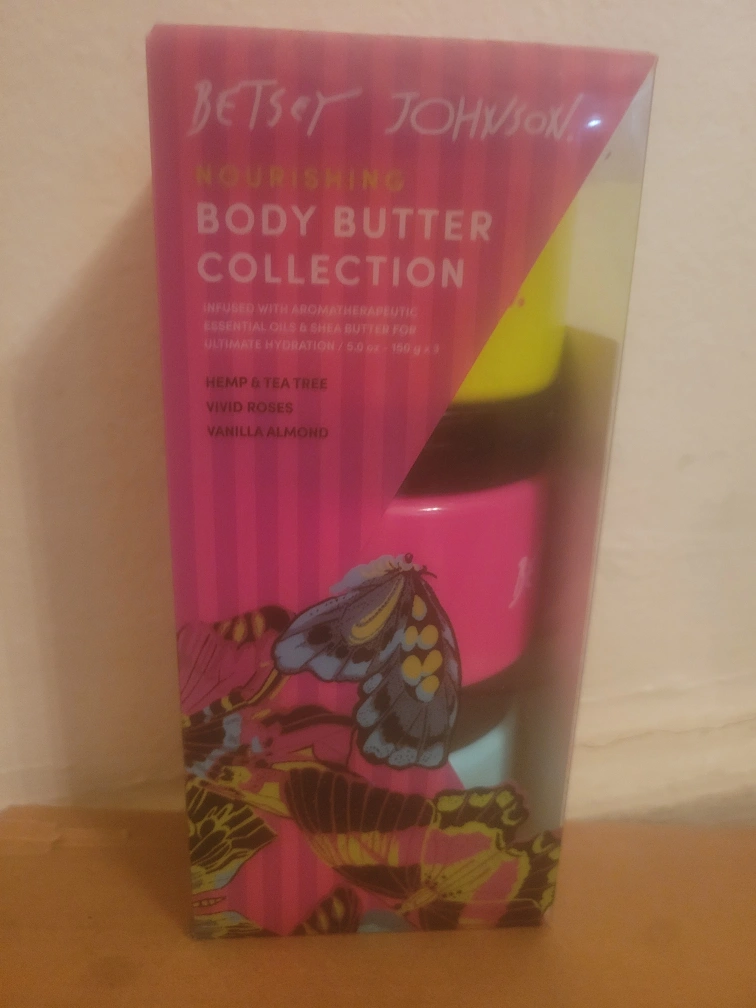 BETSEY JOHNSON.
NOURISHING
BODY BUTTER
COLLECTION
INFUSED WITH AROMATHERAPEUTIC
ESSENTIAL OILS & SHEA BUTTER FOR
ULTIMATE HYDRATION / 5.0 oz - 150 g x 3
HEMP & TEA TREE
VIVID ROSES
VANILLA ALMOND